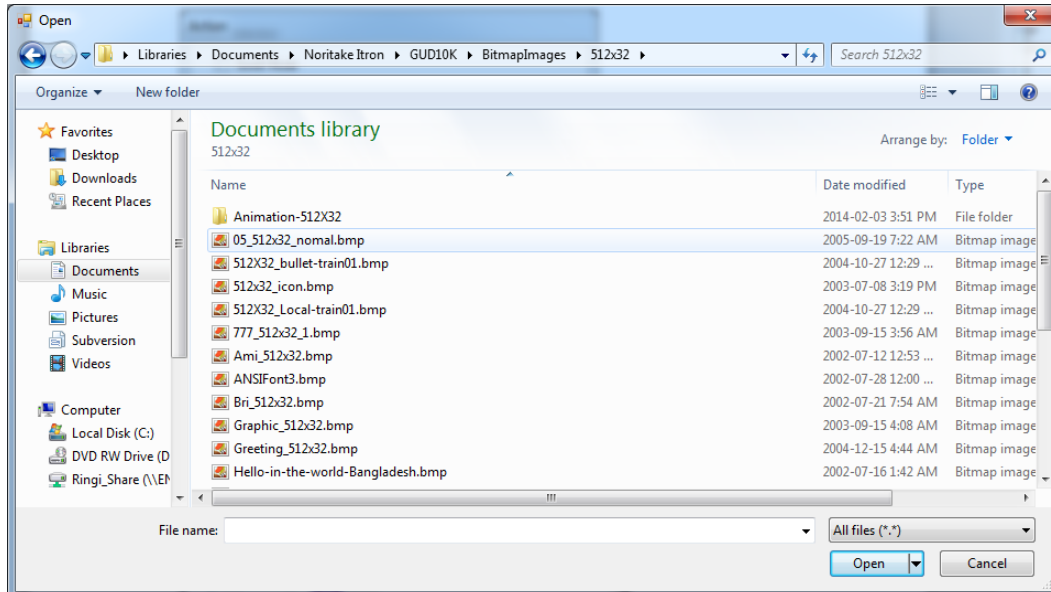 Open
Libraries Documents Noritake Itron GUD10K BitmapImages 512x32
Search 512x32
Organize
New folder
Favorites
Desktop
Downloads
Recent Places
Libraries
Documents
Music
Pictures
Subversion
Videos
Computer
Local Disk (C:)
DVD RW Drive (D
Ringi_Share (\\EN
Documents library
512x32
Arrange by: Folder
Name Date modified Type
Animation-512X32 2014-02-03 3:51 PM File folder
05_512x32_nomal.bmp 2005-09-19 7:22 AM Bitmap image
512X32_bullet-train01.bmp 2004-10-27 12:29 ... Bitmap image
512x32_icon.bmp 2003-07-08 3:19 PM Bitmap image
512X32_Local-train01.bmp 2004-10-27 12:29 ... Bitmap image
777_512x32_1.bmp 2003-09-15 3:56 AM Bitmap image
Ami_512x32.bmp 2002-07-12 12:53 ... Bitmap image
ANSIFont3.bmp 2002-07-28 12:00 ... Bitmap image
Bri_512x32.bmp 2002-07-21 7:54 AM Bitmap image
Graphic_512x32.bmp 2003-09-15 4:08 AM Bitmap image
Greeting_512x32.bmp 2004-12-15 4:44 AM Bitmap image
Hello-in-the-world-Bangladesh.bmp 2002-07-16 1:42 AM Bitmap image
File name:
All files (*.*)
Open
Cancel